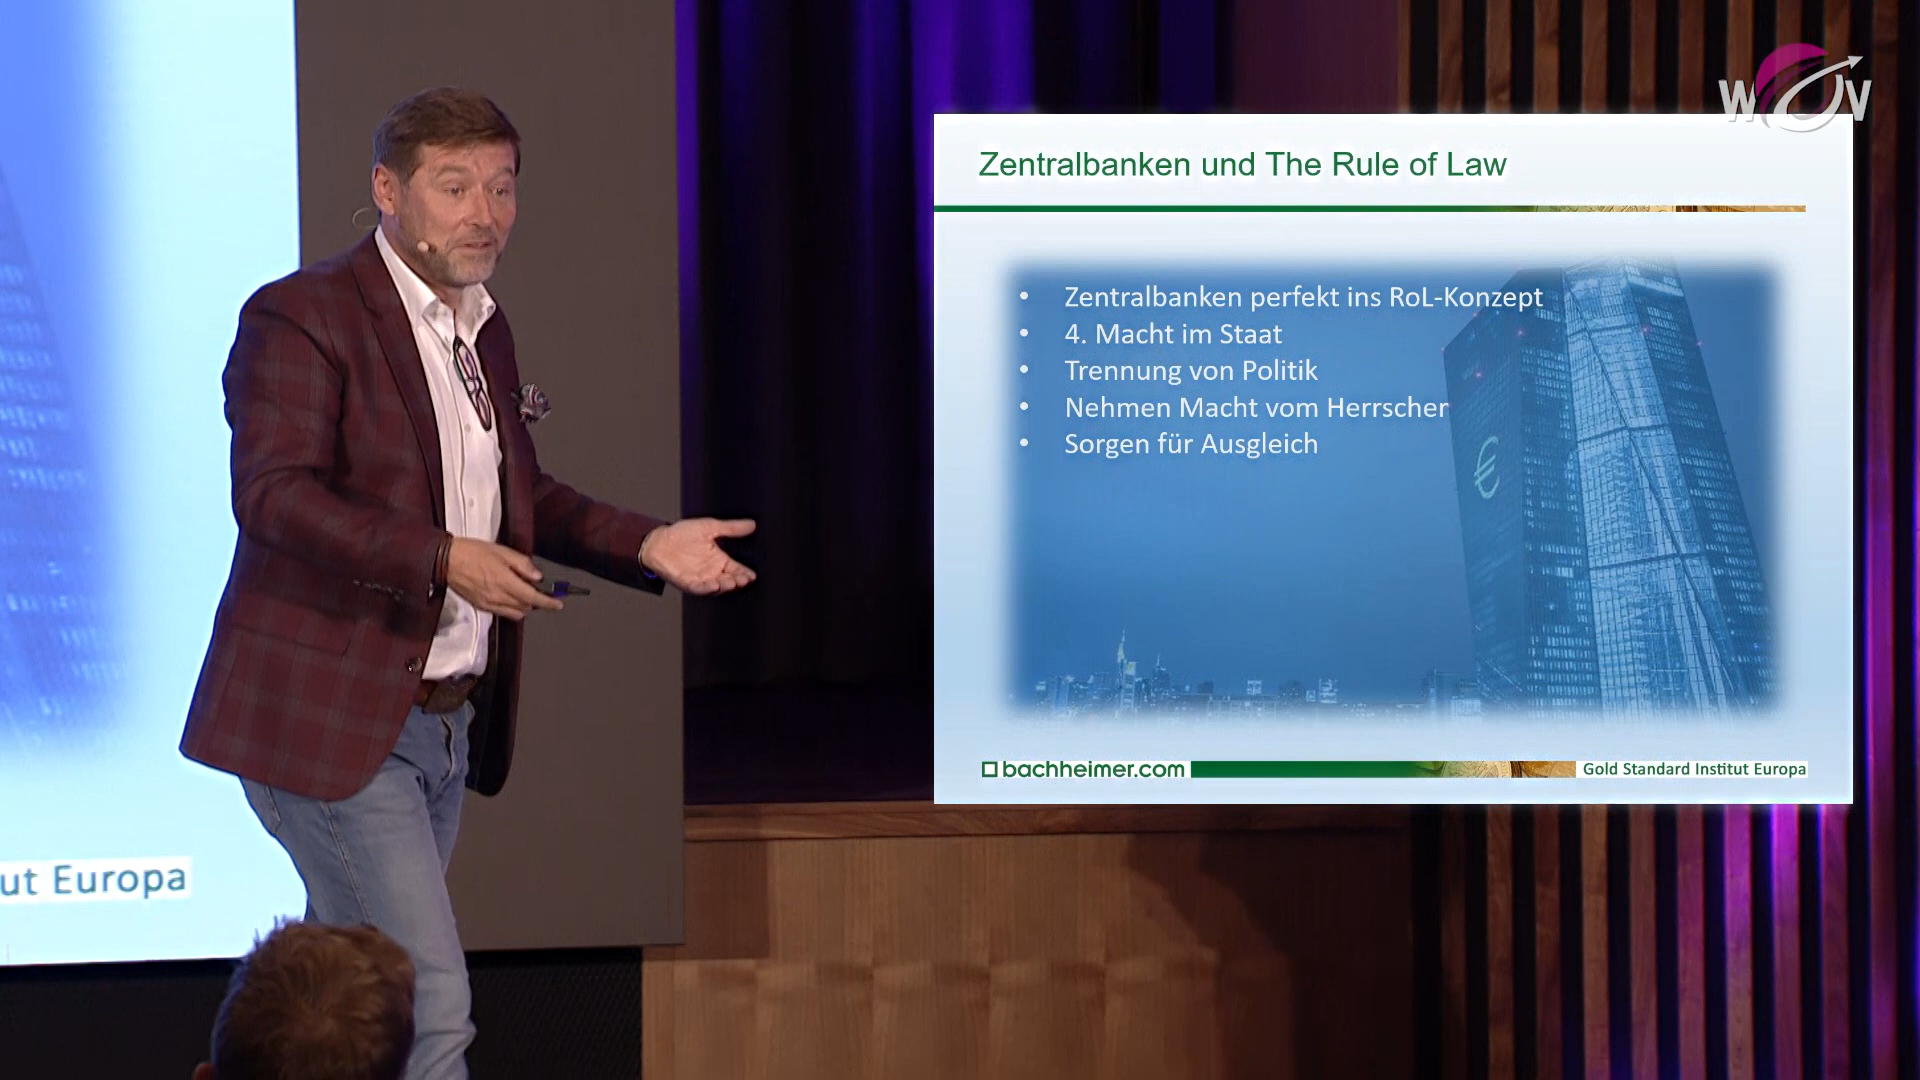 WOV
Zentralbanken und The Rule of Law
• Zentralbanken perfekt ins RoL-Konzept
• 4. Macht im Staat
• Trennung von Politik
• Nehmen Macht vom Herrscher
• Sorgen für Ausgleich
€
bachheimer.com
Gold Standard Institut Europa
ut Europa